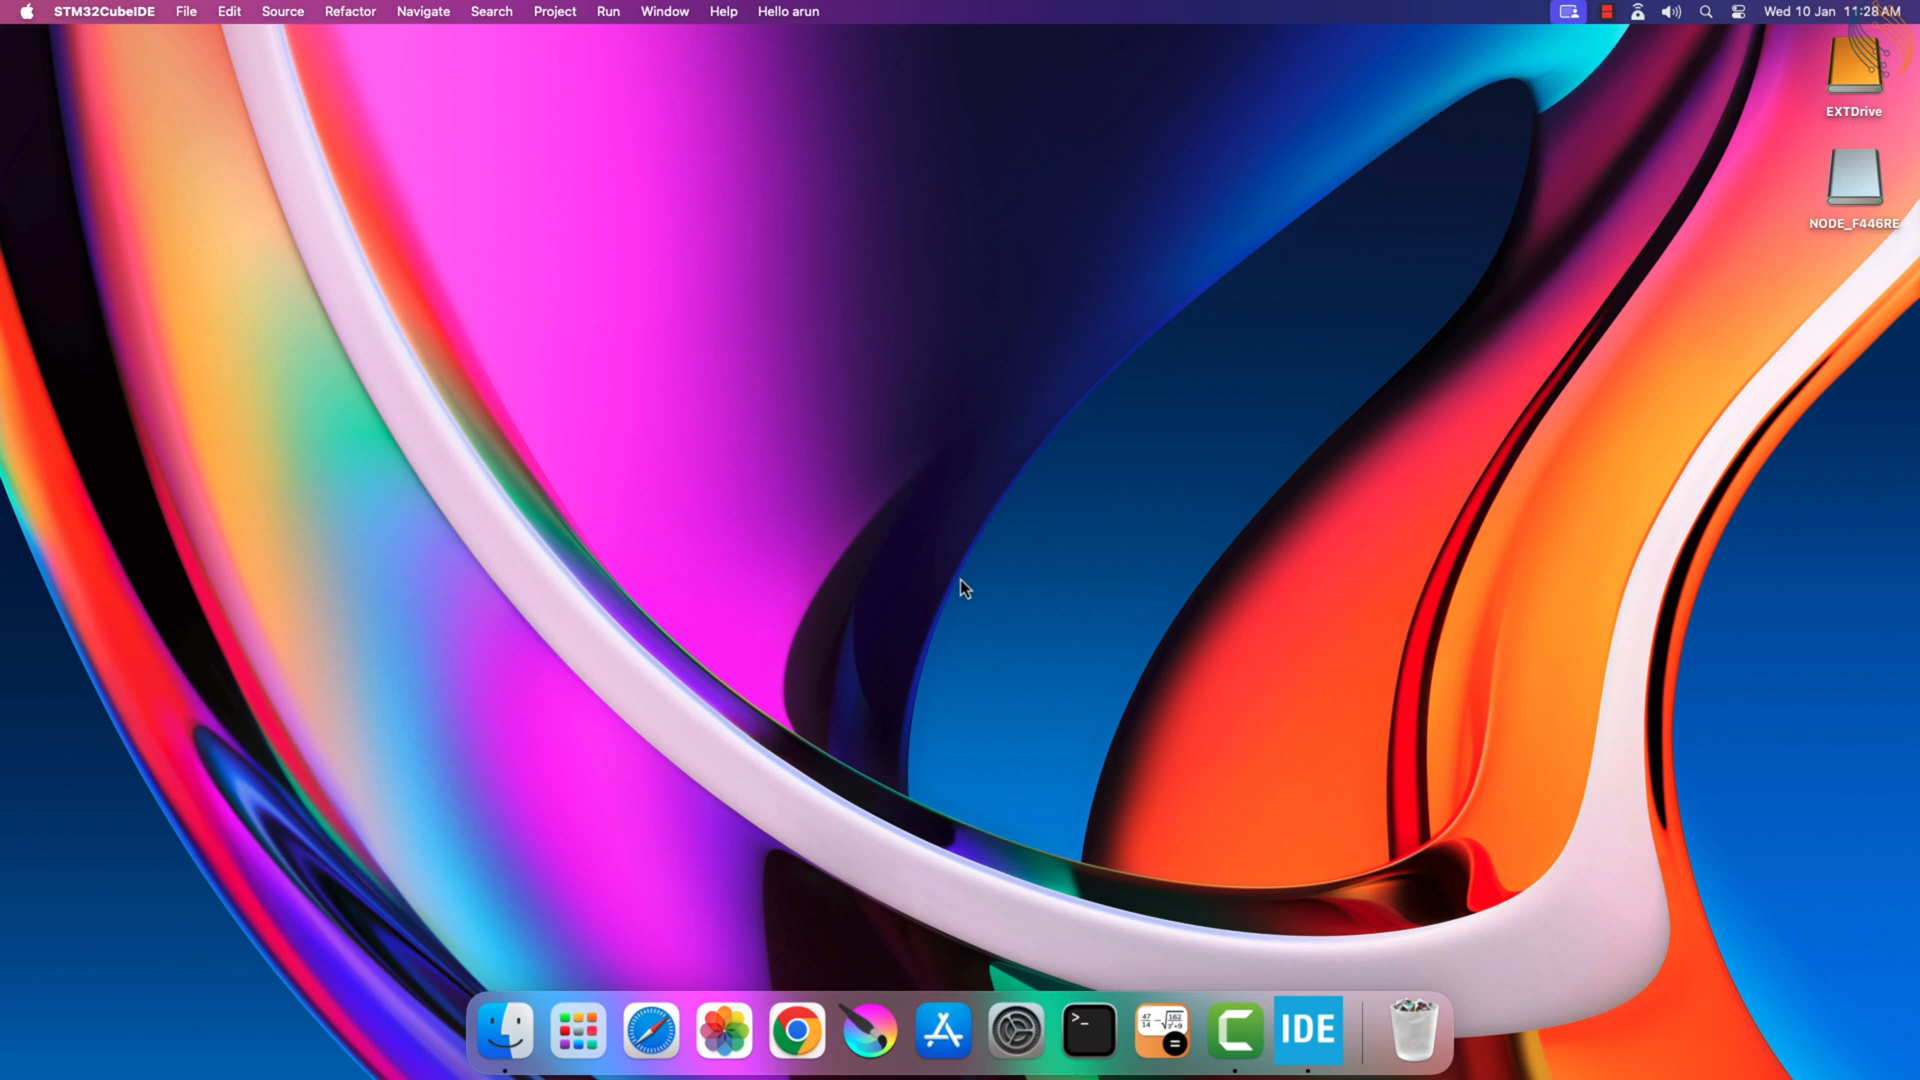 STM32CubeIDE File Edit Source Refactor Navigate Search Project Run Window Help Hello arun Wed 10 Jan 11:28 AM
EXTDrive
NODE_F446RE
>_
IDE